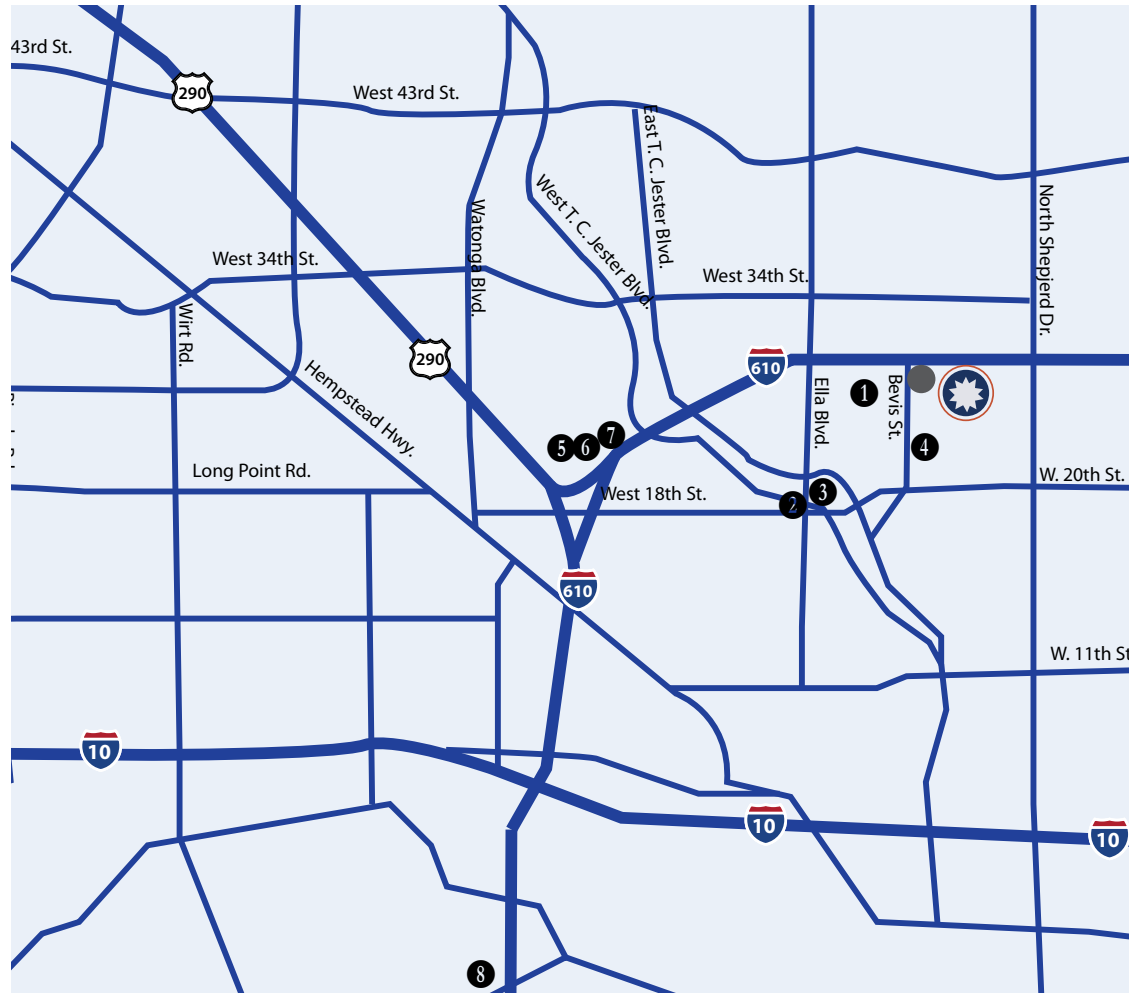 43rd St.
290
West 43rd St.
East T. C. Jester Blvd.
West T. C. Jester Blvd.
Watonga Blvd.
North Shepjerd Dr.
West 34th St.
West 34th St.
Wirt Rd.
290
610
Hempstead Hwy.
Ella Blvd.
1
Bevis St.
5
6
7
4
Long Point Rd.
West 18th St.
2
3
W. 20th St.
610
W. 11th St
10
10
10
8